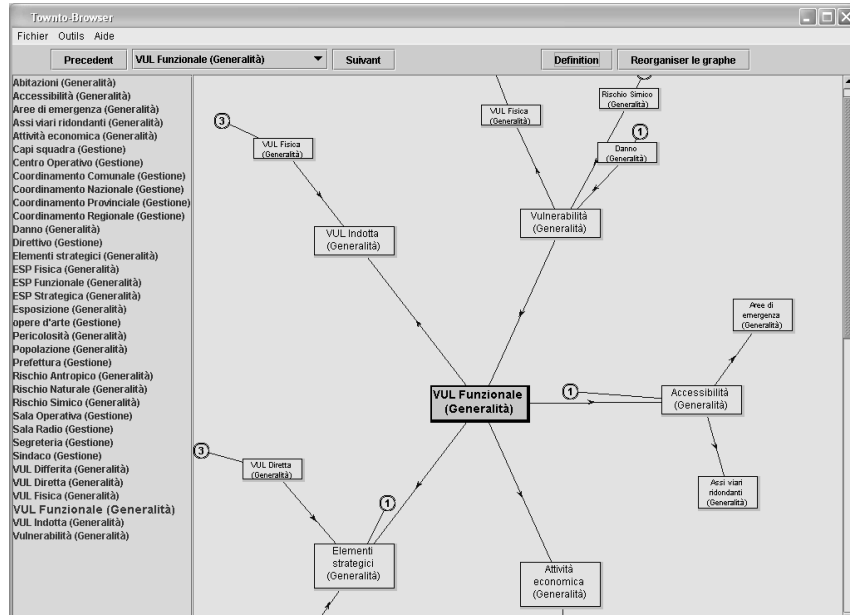 Townto-Browser
Fichier Outils Aide
Precedent VUL Funzionale (Generalità) Suivant Definition Reorganiser le graphe
Abitazioni (Generalità)
Accessibilità (Generalità)
Aree di emergenza (Generalità)
Assi viari ridondanti (Generalità)
Attività economica (Generalità)
Capi squadra (Gestione)
Centro Operativo (Gestione)
Coordinamento Comunale (Gestione)
Coordinamento Nazionale (Gestione)
Coordinamento Provinciale (Gestione)
Coordinamento Regionale (Gestione)
Danno (Generalità)
Direttivo (Gestione)
Elementi strategici (Generalità)
ESP Fisica (Generalità)
ESP Funzionale (Generalità)
ESP Strategica (Generalità)
Esposizione (Generalità)
opere d'arte (Gestione)
Pericolosità (Generalità)
Popolazione (Generalità)
Prefettura (Gestione)
Rischio Antropico (Generalità)
Rischio Naturale (Generalità)
Rischio Simico (Generalità)
Sala Operativa (Gestione)
Sala Radio (Gestione)
Segreteria (Gestione)
Sindaco (Gestione)
VUL Differita (Generalità)
VUL Diretta (Generalità)
VUL Fisica (Generalità)
VUL Funzionale (Generalità)
VUL Indotta (Generalità)
Vulnerabilità (Generalità)
Rischio Simico
(Generalità)
VUL Fisica
(Generalità)
3
VUL Fisica
(Generalità)
1
Danno
(Generalità)
Vulnerabilità
(Generalità)
VUL Indotta
(Generalità)
Aree di
emergenza
(Generalità)
VUL Funzionale
(Generalità)
1
Accessibilità
(Generalità)
3
VUL Diretta
(Generalità)
Assi viari
ridondanti
(Generalità)
1
Elementi
strategici
(Generalità)
Attività
economica
(Generalità)